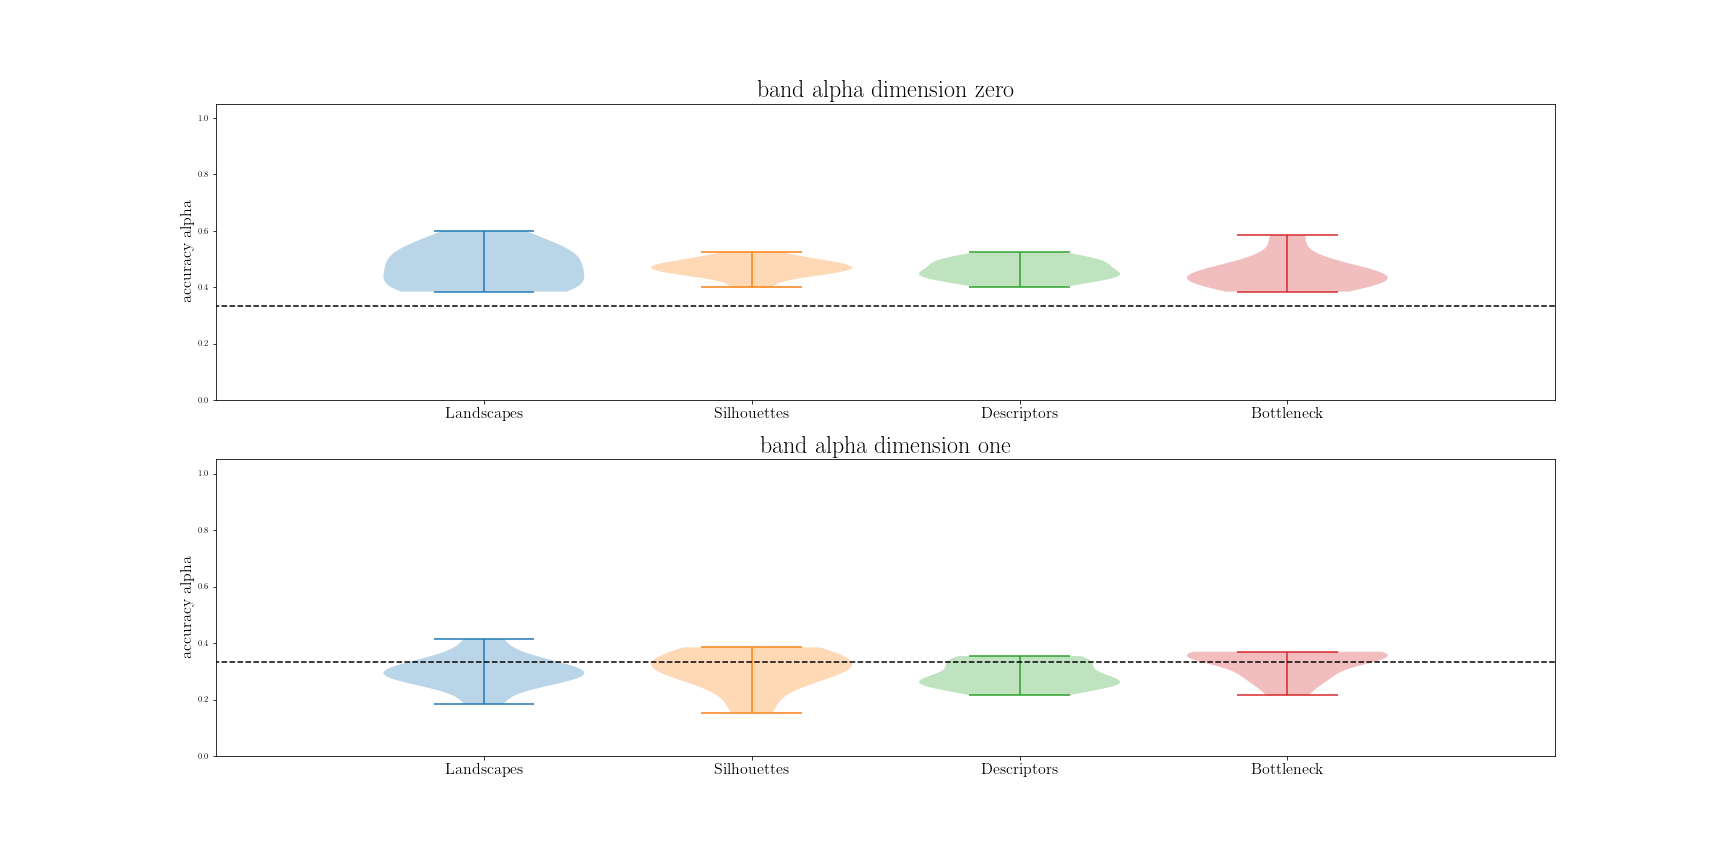 band alpha dimension zero
accuracy alpha
1.0
0.8
0.6
0.4
0.2
0.0
Landscapes Silhouettes Descriptors Bottleneck
band alpha dimension one
accuracy alpha
1.0
0.8
0.6
0.4
0.2
0.0
Landscapes Silhouettes Descriptors Bottleneck